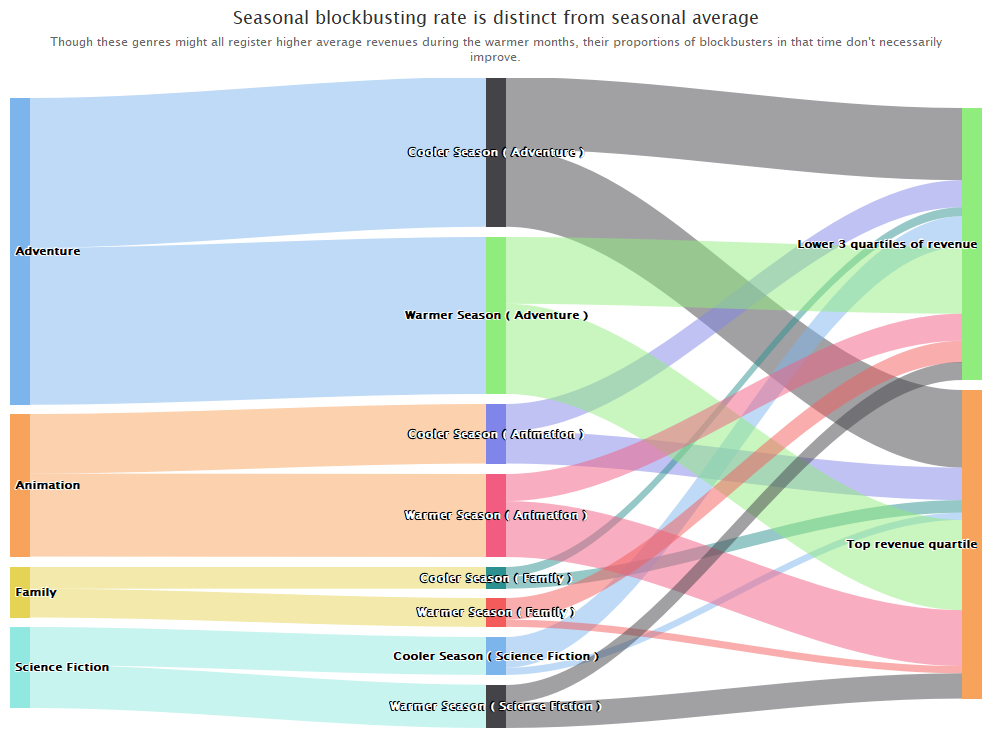 Seasonal blockbusting rate is distinct from seasonal average
Though these genres might all register higher average revenues during the warmer months, their proportions of blockbusters in that time don't necessarily
improve.
Adventure
Animation
Family
Science Fiction
Cooler Season ( Adventure )
Warmer Season ( Adventure )
Cooler Season ( Animation )
Warmer Season ( Animation )
Cooler Season ( Family )
Warmer Season ( Family )
Cooler Season ( Science Fiction )
Warmer Season ( Science Fiction )
Lower 3 quartiles of revenue
Top revenue quartile